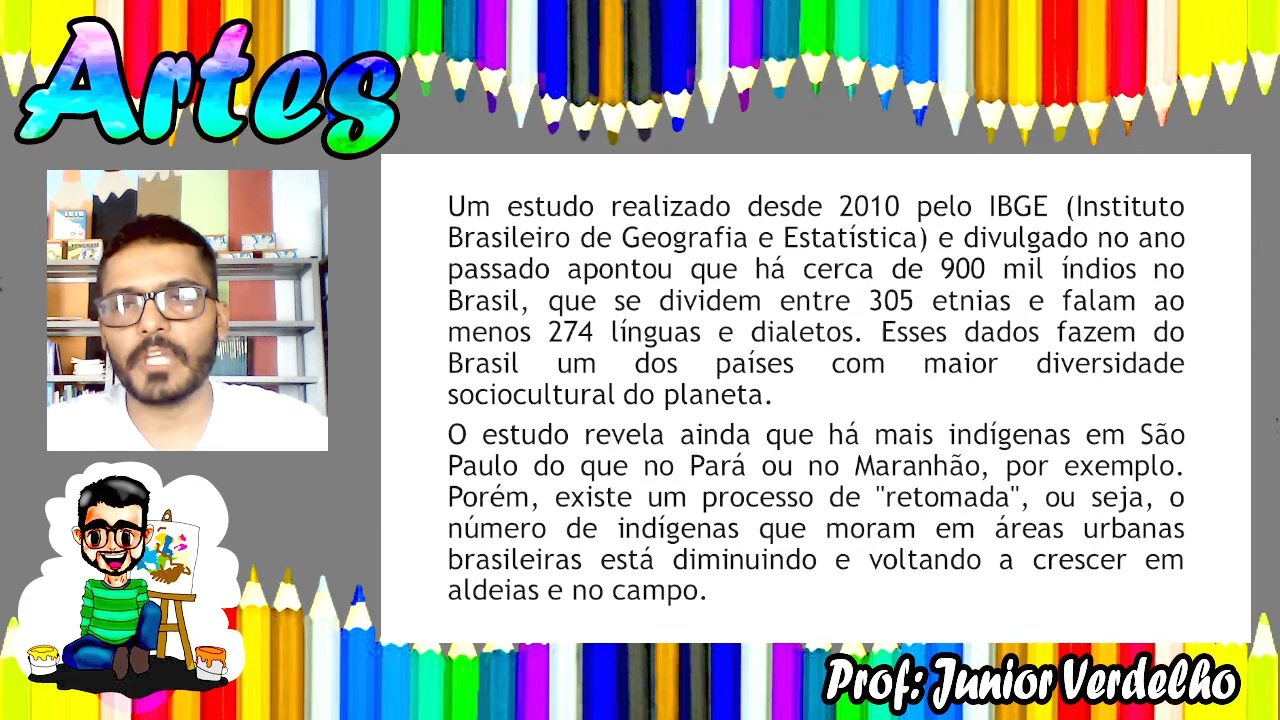 Artes
Um estudo realizado desde 2010 pelo IBGE (Instituto
Brasileiro de Geografia e Estatística) e divulgado no ano
passado apontou que há cerca de 900 mil índios no
Brasil, que se dividem entre 305 etnias e falam ao
menos 274 línguas e dialetos. Esses dados fazem do
Brasil um dos países com maior diversidade
sociocultural do planeta.
O estudo revela ainda que há mais indígenas em São
Paulo do que no Pará ou no Maranhão, por exemplo.
Porém, existe um processo de "retomada", ou seja, o
número de indígenas que moram em áreas urbanas
brasileiras está diminuindo e voltando a crescer em
aldeias e no campo.
Prof: Junior Verdelho